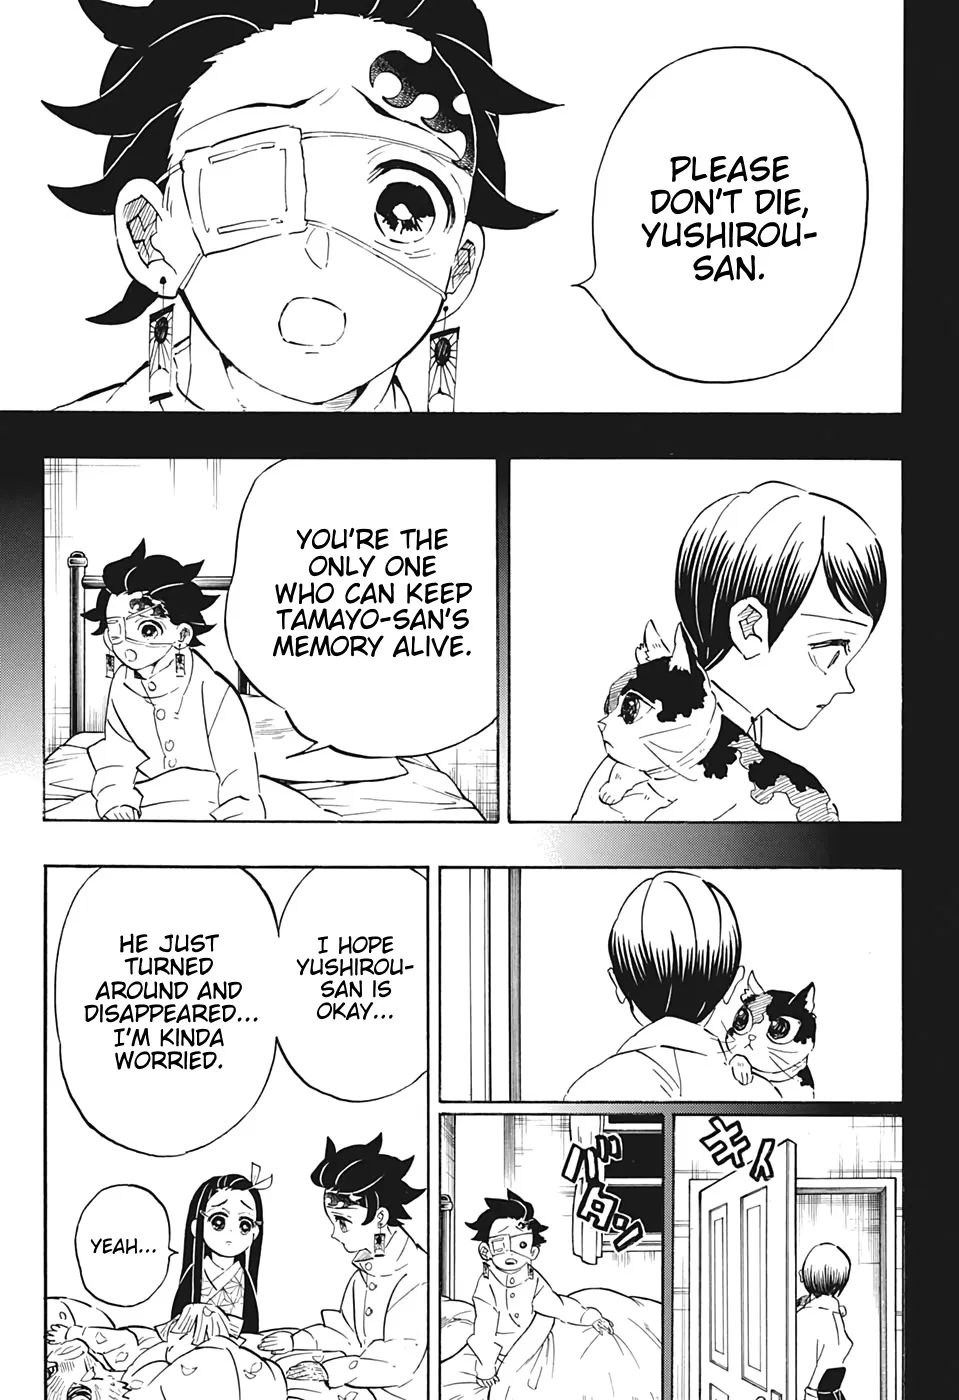 PLEASE
DON'T DIE,
YUSHIROU-
SAN.
YOU'RE THE
ONLY ONE
WHO CAN KEEP
TAMAYO-SAN'S
MEMORY ALIVE.
キィ
バタン
I HOPE
YUSHIROU-
SAN IS
OKAY...
HE JUST
TURNED
AROUND AND
DISAPPEARED...
I'M KINDA
WORRIED.
YEAH...